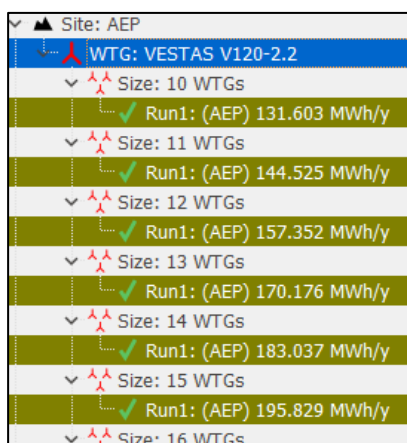 Site: AEP
WTG: VESTAS V120-2.2
Size: 10 WTGs
Run1: (AEP) 131.603 MWh/y
Size: 11 WTGs
Run1: (AEP) 144.525 MWh/y
Size: 12 WTGs
Run1: (AEP) 157.352 MWh/y
Size: 13 WTGs
Run1: (AEP) 170.176 MWh/y
Size: 14 WTGs
Run1: (AEP) 183.037 MWh/y
Size: 15 WTGs
Run1: (AEP) 195.829 MWh/y
Size: 16 WTGs